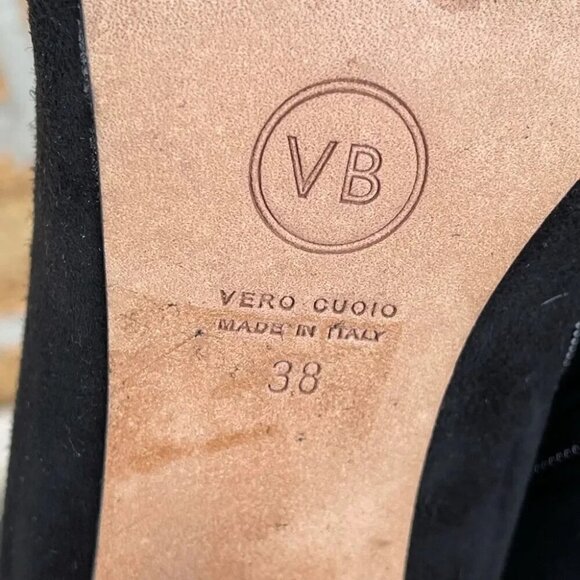 VB
VERO CUOIO
MADE IN ITALY
38